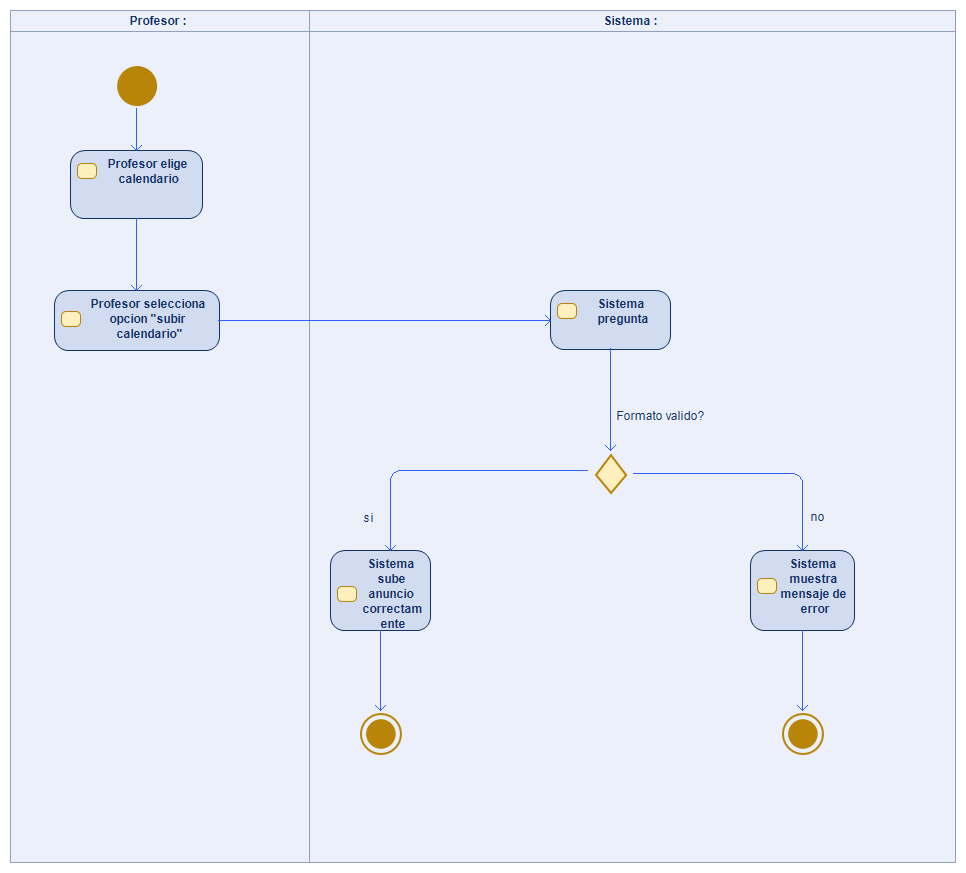 Profesor :
Sistema :
Profesor elige
calendario
Profesor selecciona
opcion "subir
calendario"
Sistema
pregunta
Formato valido?
si
no
Sistema
sube
anuncio
correctam
ente
Sistema
muestra
mensaje de
error